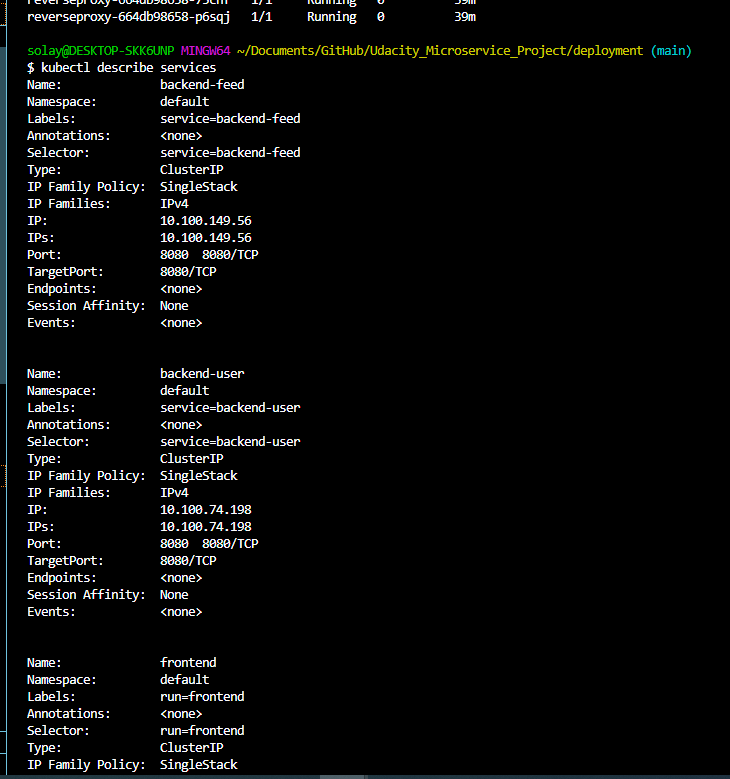 reverseproxy-664db98658- 1/1 Running 0 39m
reverseproxy-664db98658-p6sqj 1/1 Running 0 39m
solay@DESKTOP-SKK6UNP MINGW64 ~/Documents/GitHub/Udacity_Microservice_Project/deployment (main)
$ kubectl describe services
Name: backend-feed
Namespace: default
Labels: service=backend-feed
Annotations: <none>
Selector: service=backend-feed
Type: ClusterIP
IP Family Policy: SingleStack
IP Families: IPv4
IP: 10.100.149.56
IPs: 10.100.149.56
Port: 8080 8080/TCP
TargetPort: 8080/TCP
Endpoints: <none>
Session Affinity: None
Events: <none>
Name: backend-user
Namespace: default
Labels: service=backend-user
Annotations: <none>
Selector: service=backend-user
Type: ClusterIP
IP Family Policy: SingleStack
IP Families: IPv4
IP: 10.100.74.198
IPs: 10.100.74.198
Port: 8080 8080/TCP
TargetPort: 8080/TCP
Endpoints: <none>
Session Affinity: None
Events: <none>
Name: frontend
Namespace: default
Labels: run=frontend
Annotations: <none>
Selector: run=frontend
Type: ClusterIP
IP Family Policy: SingleStack